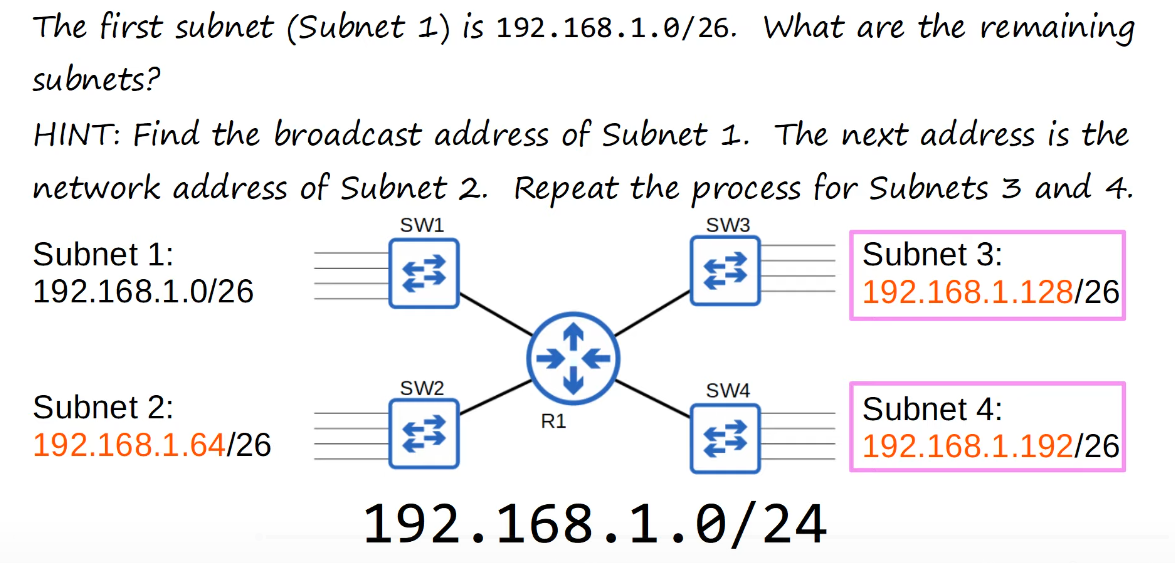 The first subnet (Subnet 1) is 192.168.1.0/26. What are the remaining
subnets?
HINT: Find the broadcast address of Subnet 1. The next address is the
network address of Subnet 2. Repeat the process for Subnets 3 and 4.
SW1
SW3
Subnet 1:
192.168.1.0/26
Subnet 3:
192.168.1.128/26
SW2
SW4
R1
Subnet 2:
192.168.1.64/26
Subnet 4:
192.168.1.192/26
192.168.1.0/24